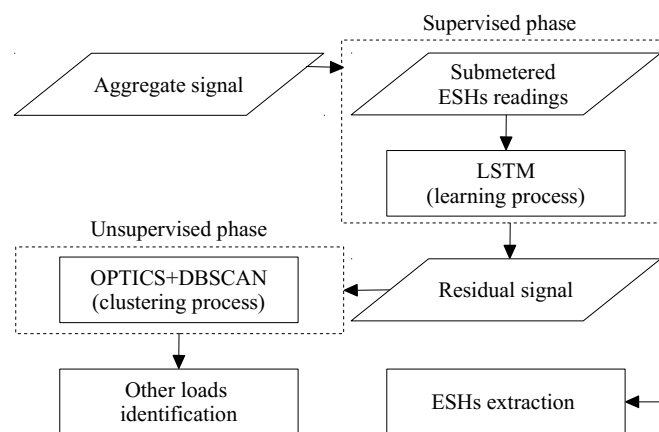 Supervised phase
Aggregate signal
Submetered
ESHs readings
LSTM
(learning process)
Unsupervised phase
OPTICS+DBSCAN
(clustering process)
Residual signal
Other loads
identification
ESHs extraction